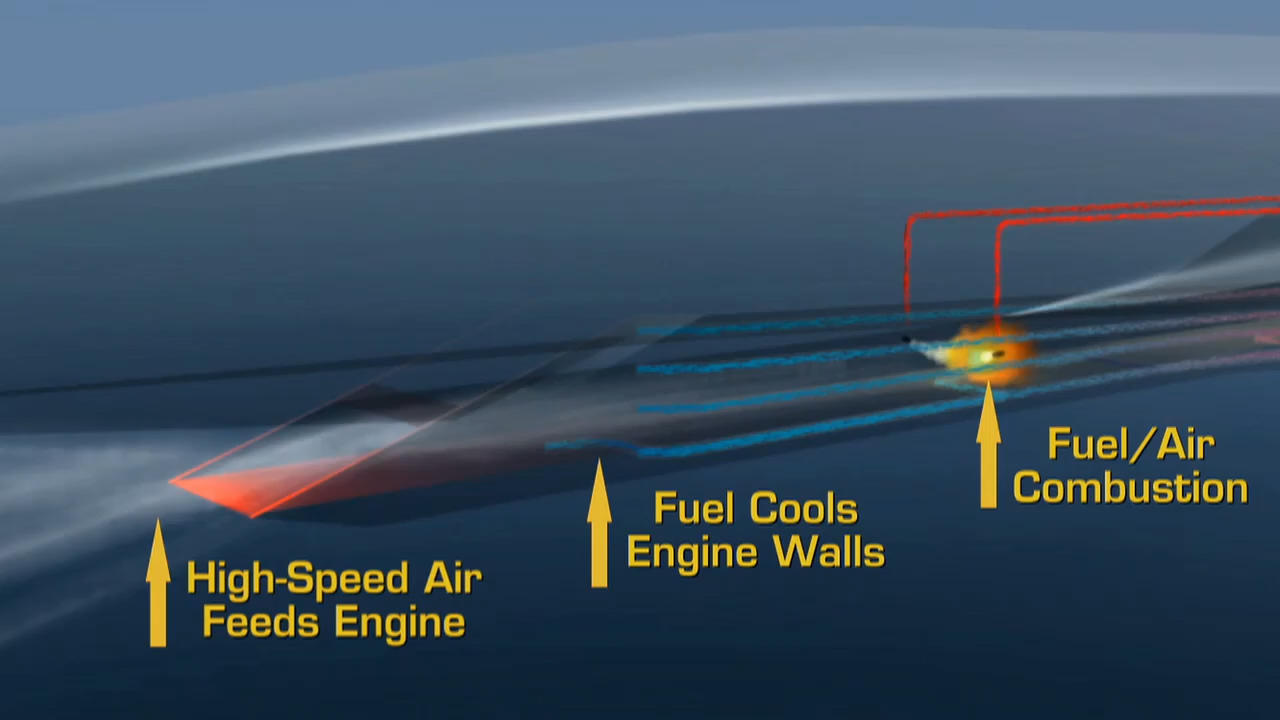 High-Speed Air
Feeds Engine
Fuel Cools
Engine Walls
Fuel/Air
Combustion